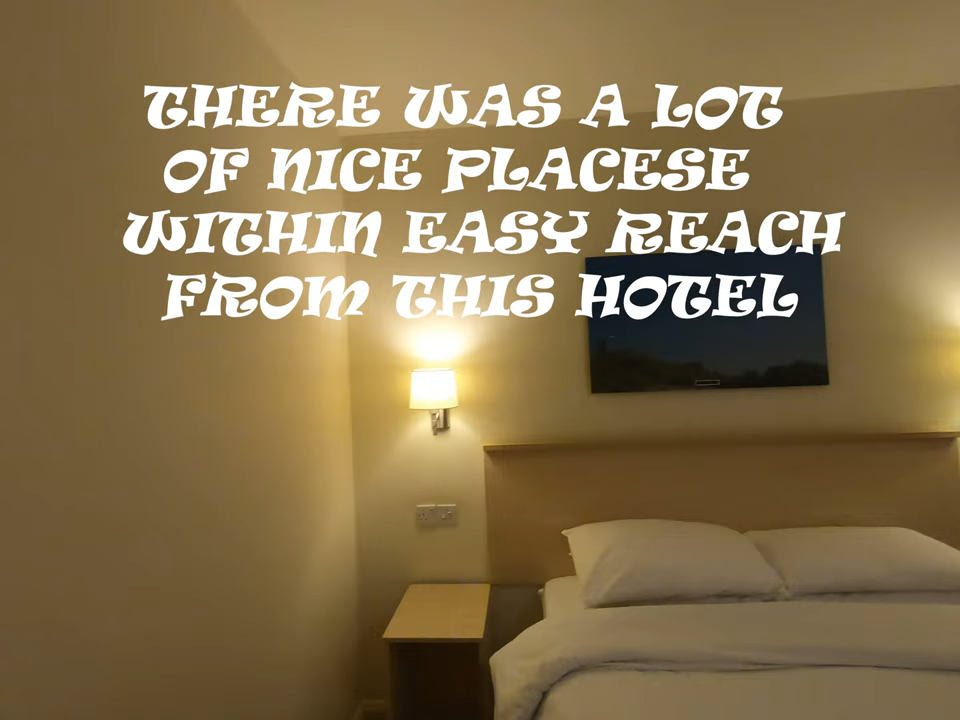 THERE WAS A LOT
OF NICE PLACESE
WITHIN EASY REACH
FROM THIS HOTEL